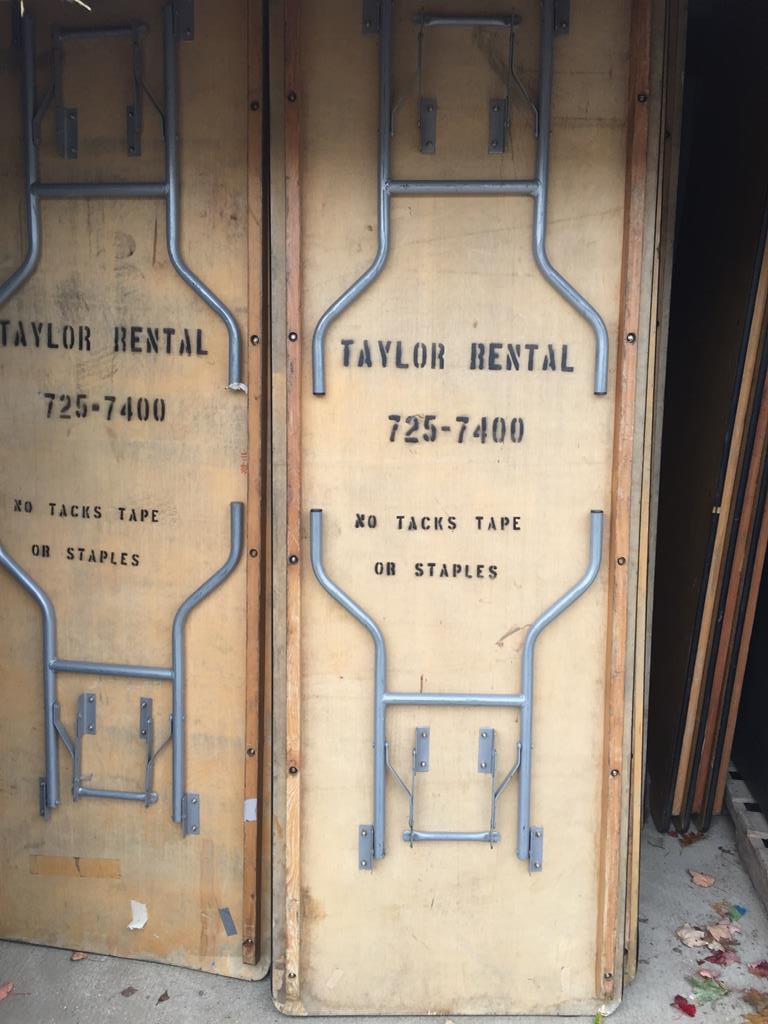 TAYLOR RENTAL
725-7400
NO TACKS TAPE
OR STAPLES
TAYLOR RENTAL
725-7400
NO TACKS TAPE
OR STAPLES